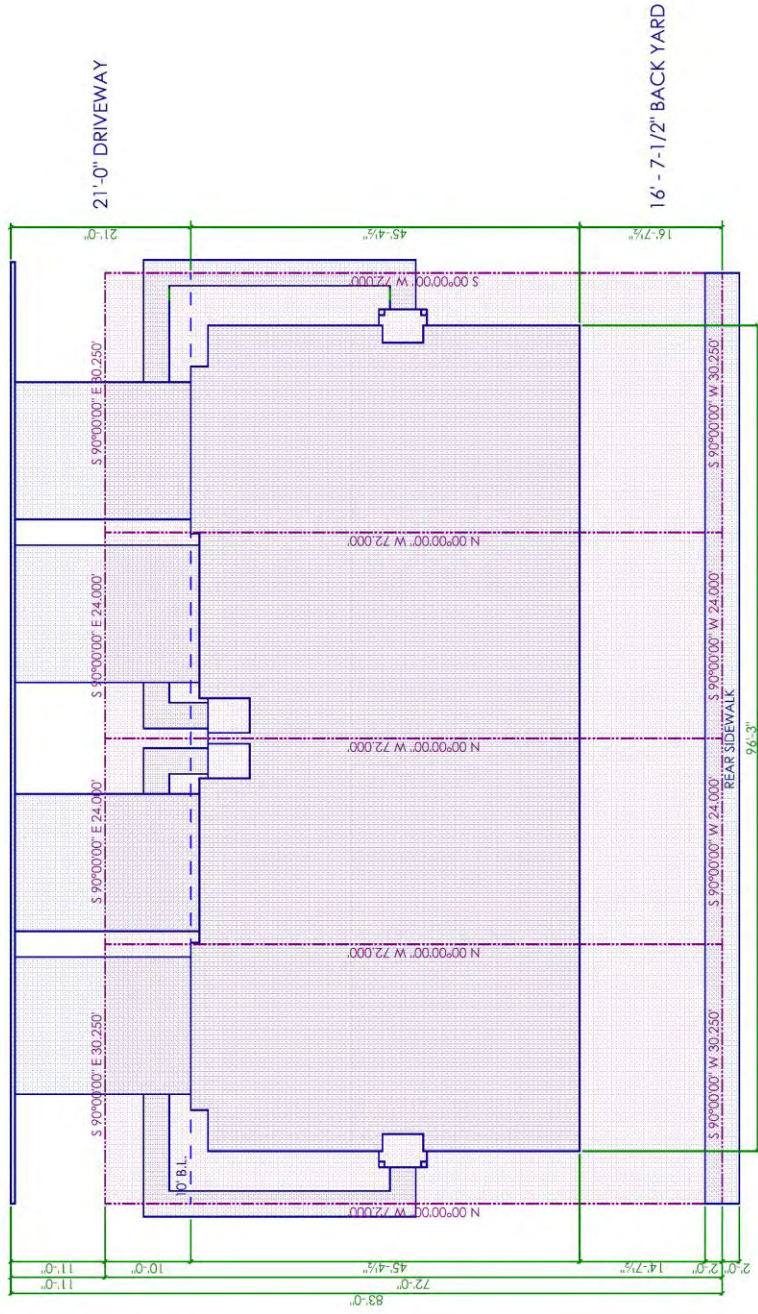 21'-0" DRIVEWAY
16' - 7-1/2" BACK YARD
21'-0"
45'-4½"
16'-7½"
S 90°00'00" E 30.250'
S 90°00'00" E 24.000'
S 90°00'00" E 24.000'
S 90°00'00" E 30.250'
10' B.L.
S 00°00'00" W 72.000'
N 00°00'00" W 72.000'
N 00°00'00" W 72.000'
N 00°00'00" W 72.000'
N 00°00'00" W 72.000'
S 90°00'00" W 30.250'
S 90°00'00" W 24.000'
S 90°00'00" W 24.000'
S 90°00'00" W 30.250'
REAR SIDEWALK
96'-3"
11'-0"
10'-0"
45'-4½"
14'-7½"
2'-0"
2'-0"
11'-0"
72'-0"
83'-0"